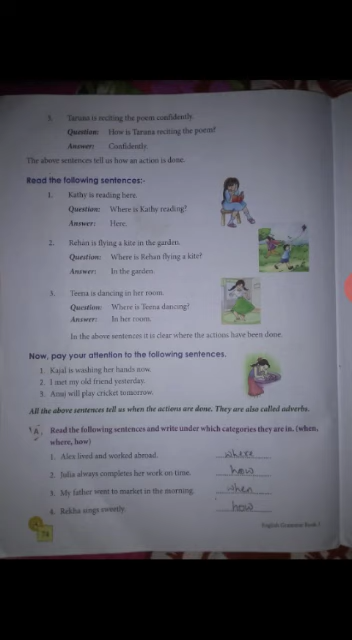 3. Taruna is reciting the poem confidently.
Question: How is Taruna reciting the poem?
Answer: Confidently
The above sentences tell us how an action is done.
Read the following sentences:-
1. Kathy is reading here.
Question: Where is Kathy reading?
Answer: Here.
2. Rehan is flying a kite in the garden.
Question: Where is Rehan flying a kite?
Answer: In the garden.
3. Teena is dancing in her room.
Question: Where is Teena dancing?
Answer: In her room.
In the above sentences it is clear where the actions have been done.
Now, pay your attention to the following sentences.
1. Kajal is washing her hands now.
2. I met my old friend yesterday.
3. Anuj will play cricket tomorrow.
All the above sentences tell us when the actions are done. They are also called adverbs.
A. Read the following sentences and write under which categories they are in. (when,
where, how)
1. Alex lived and worked abroad. where
2. Julia always completes her work on time. how
3. My father went to market in the morning. when
4. Rekha sings sweetly. how
74 English Grammar Book